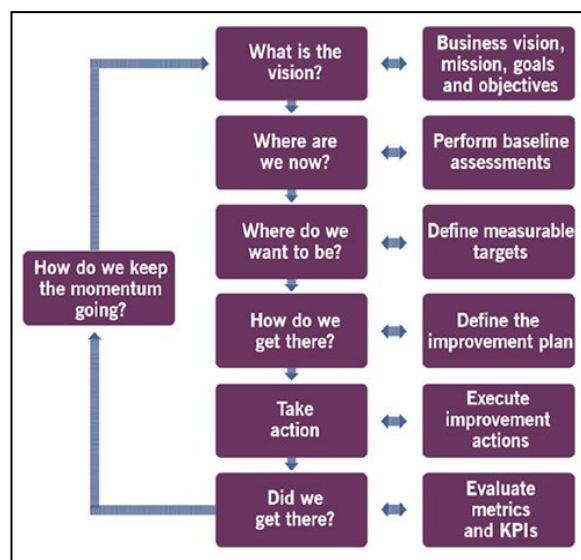 What is the
vision?
Business vision,
mission, goals
and objectives
Where are
we now?
Perform baseline
assessments
Where do we
want to be?
Define measurable
targets
How do we keep
the momentum
going?
How do we
get there?
Define the
improvement plan
Take
action
Execute
improvement
actions
Did we
get there?
Evaluate
metrics
and KPIs